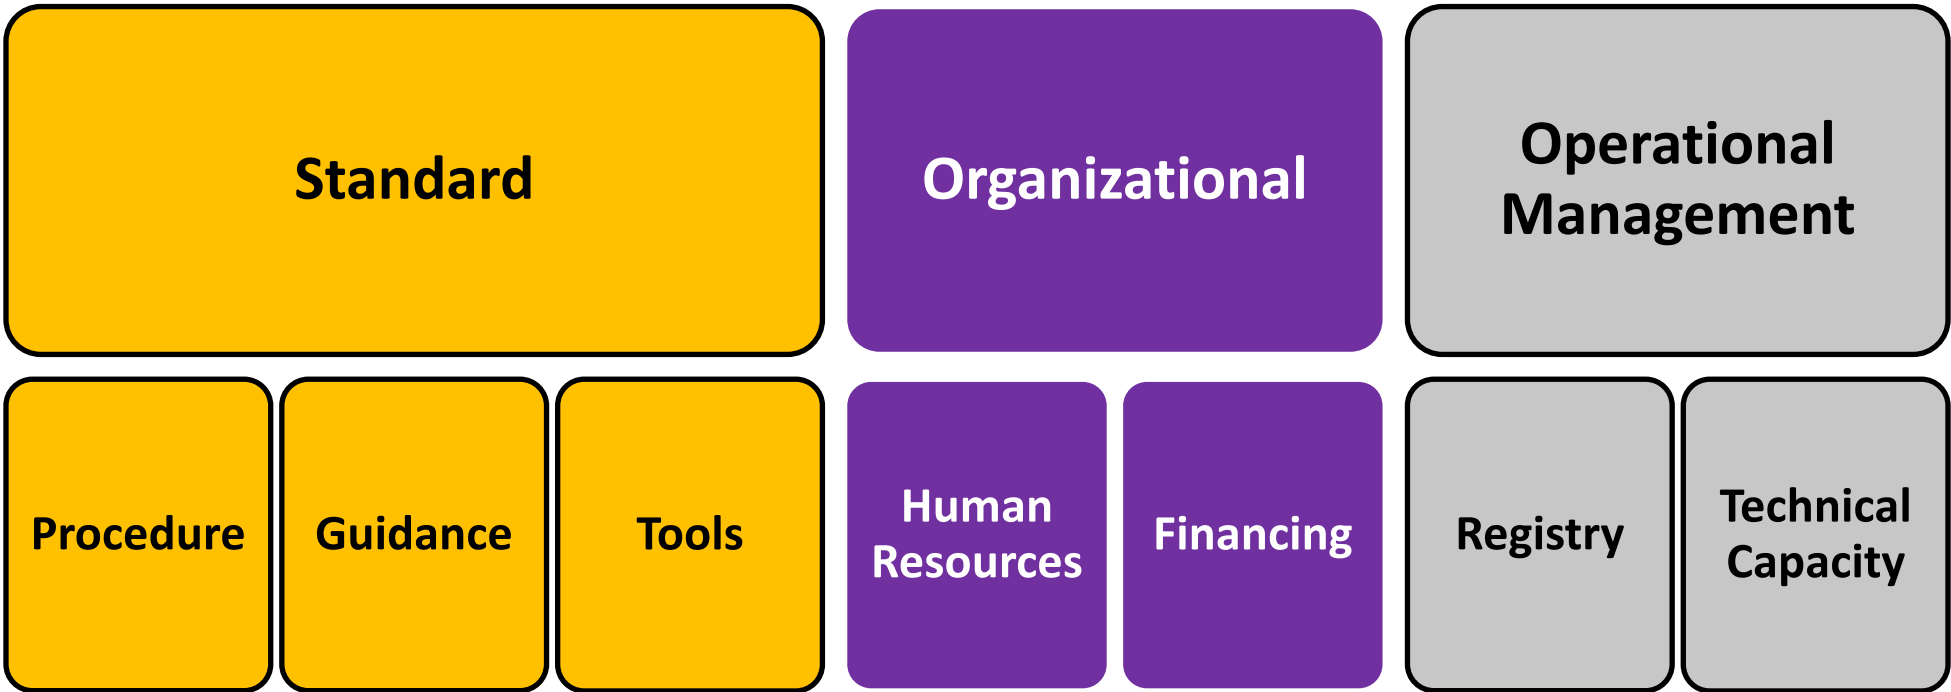 Standard
Organizational
Operational
Management
Procedure
Guidance
Tools
Human
Resources
Financing
Registry
Technical
Capacity